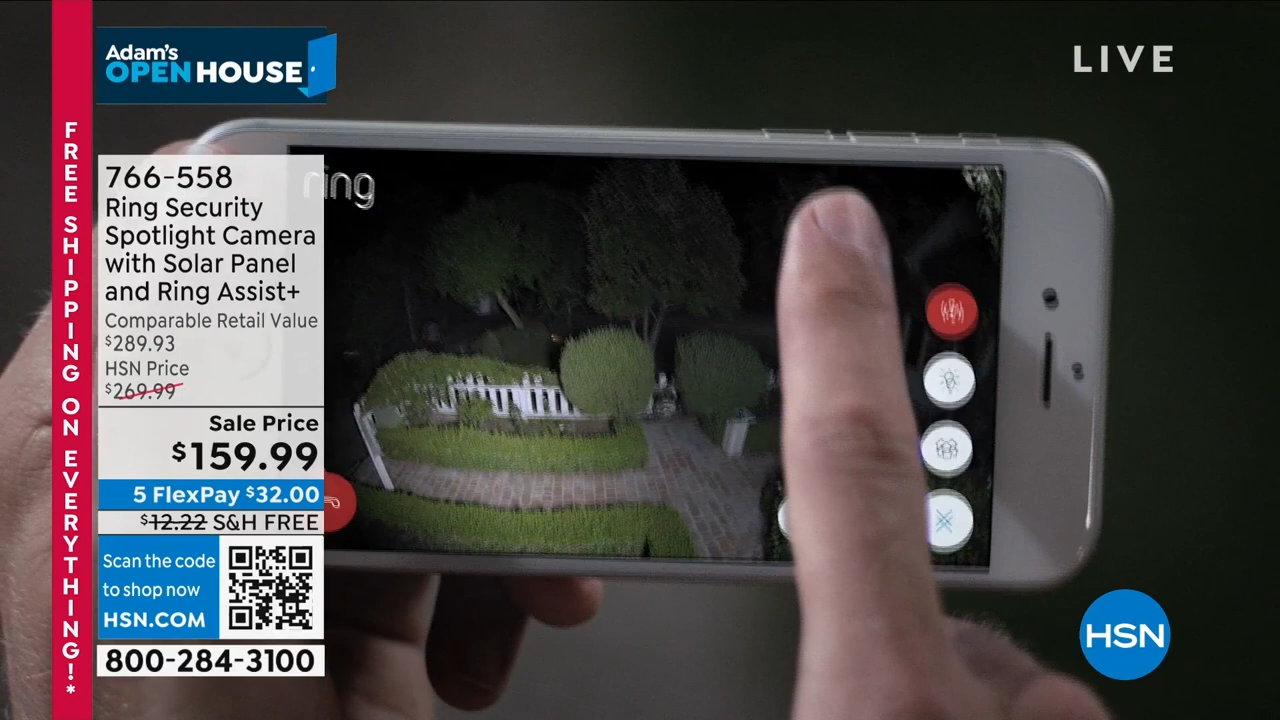 Adam's
OPEN HOUSE
LIVE
FREE SHIPPING ON EVERYTHING!*
766-558
Ring Security
Spotlight Camera
with Solar Panel
and Ring Assist+
Comparable Retail Value
$289.93
HSN Price
$269.99
Sale Price
$159.99
5 FlexPay $32.00
$12.22 S&H FREE
Scan the code
to shop now
HSN.COM
800-284-3100
ring
HSN